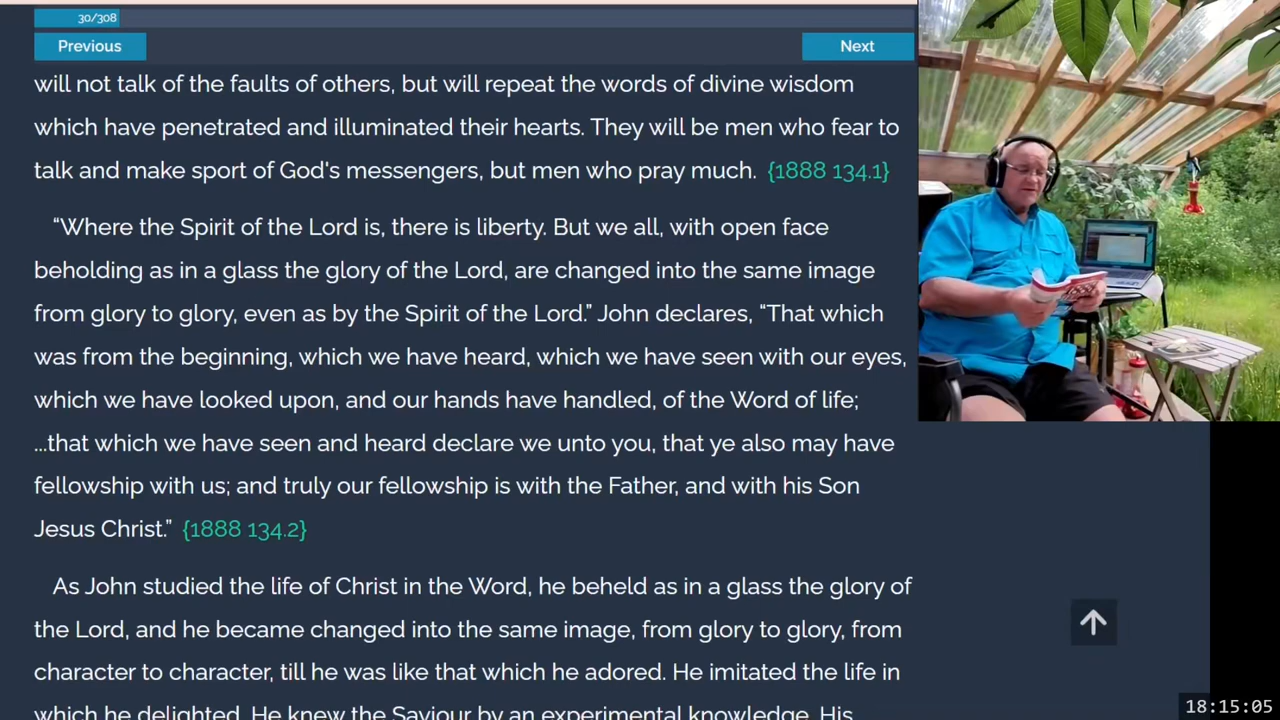 30/308
Previous
Next
will not talk of the faults of others, but will repeat the words of divine wisdom
which have penetrated and illuminated their hearts. They will be men who fear to
talk and make sport of God's messengers, but men who pray much. {1888 134.1}
“Where the Spirit of the Lord is, there is liberty. But we all, with open face
beholding as in a glass the glory of the Lord, are changed into the same image
from glory to glory, even as by the Spirit of the Lord.” John declares, “That which
was from the beginning, which we have heard, which we have seen with our eyes,
which we have looked upon, and our hands have handled, of the Word of life;
...that which we have seen and heard declare we unto you, that ye also may have
fellowship with us; and truly our fellowship is with the Father, and with his Son
Jesus Christ.” {1888 134.2}
As John studied the life of Christ in the Word, he beheld as in a glass the glory of
the Lord, and he became changed into the same image, from glory to glory, from
character to character, till he was like that which he adored. He imitated the life in
which he delighted. He knew the Saviour by an experimental knowledge. His
18:15:05